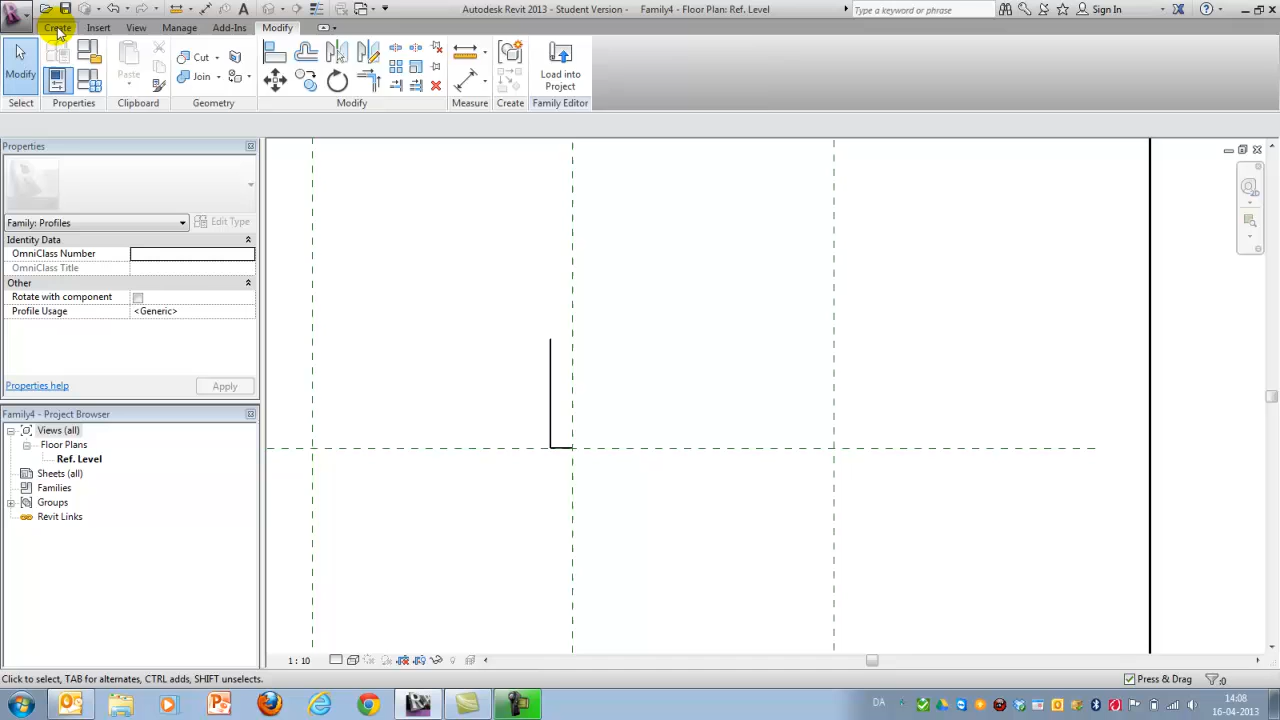 Autodesk Revit 2013 - Student Version - Family4 - Floor Plan: Ref. Level
Type a keyword or phrase
Sign In
Create Insert View Manage Add-Ins Modify
Modify
Paste
Cut
Join
Load into
Project
Select Properties Clipboard Geometry Modify Measure Create Family Editor
Properties
Family: Profiles
Edit Type
Identity Data
OmniClass Number
OmniClass Title
Other
Rotate with component
Profile Usage <Generic>
Properties help
Apply
Family4 - Project Browser
Views (all)
Floor Plans
Ref. Level
Sheets (all)
Families
Groups
Revit Links
1 : 10
Click to select, TAB for alternates, CTRL adds, SHIFT unselects.
Press & Drag
:0
DA
14:08
16-04-2013